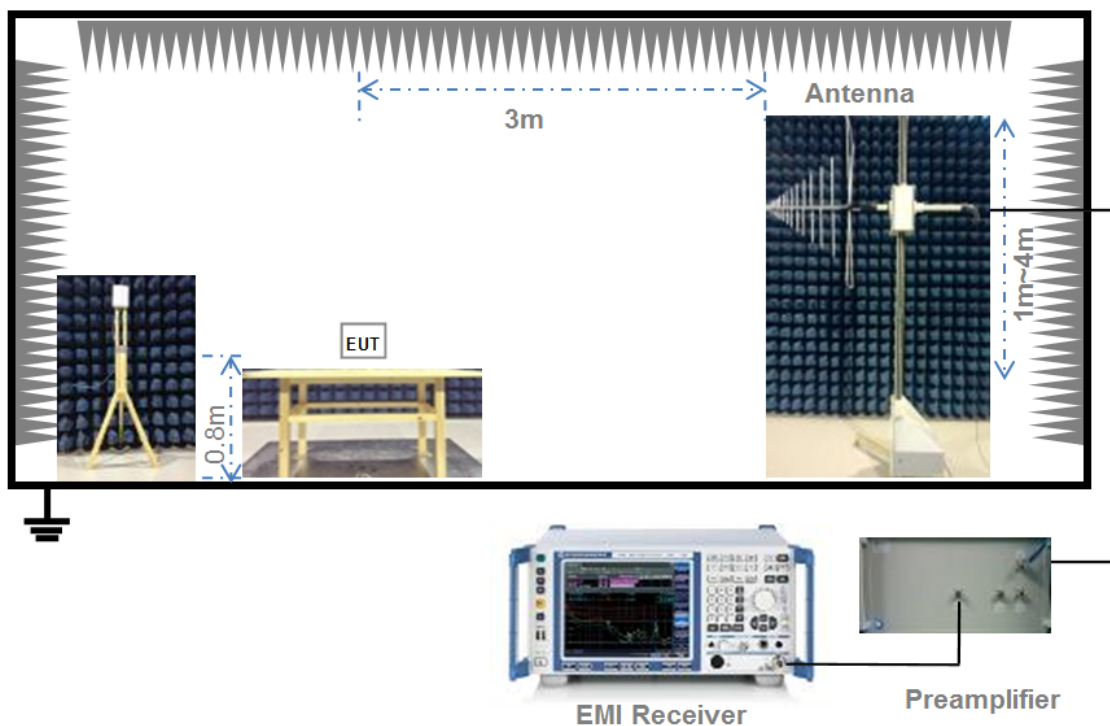 Antenna
3m
1m~4m
EUT
0.8m
EMI Receiver
Preamplifier